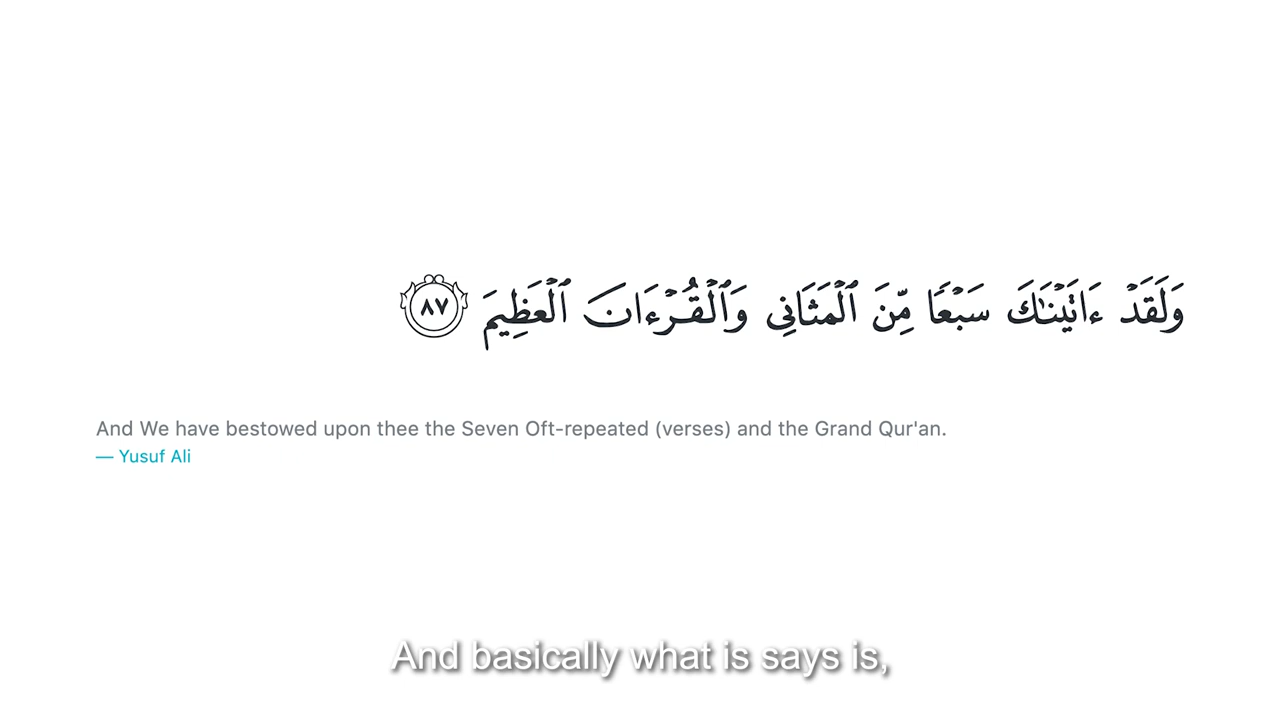 وَلَقَدْ ءَاتَيْنَٰكَ سَبْعًا مِّنَ ٱلْمَثَانِى وَٱلْقُرْءَانَ ٱلْعَظِيمَ ٨٧
And We have bestowed upon thee the Seven Oft-repeated (verses) and the Grand Qur'an.
— Yusuf Ali
And basically what is says is,